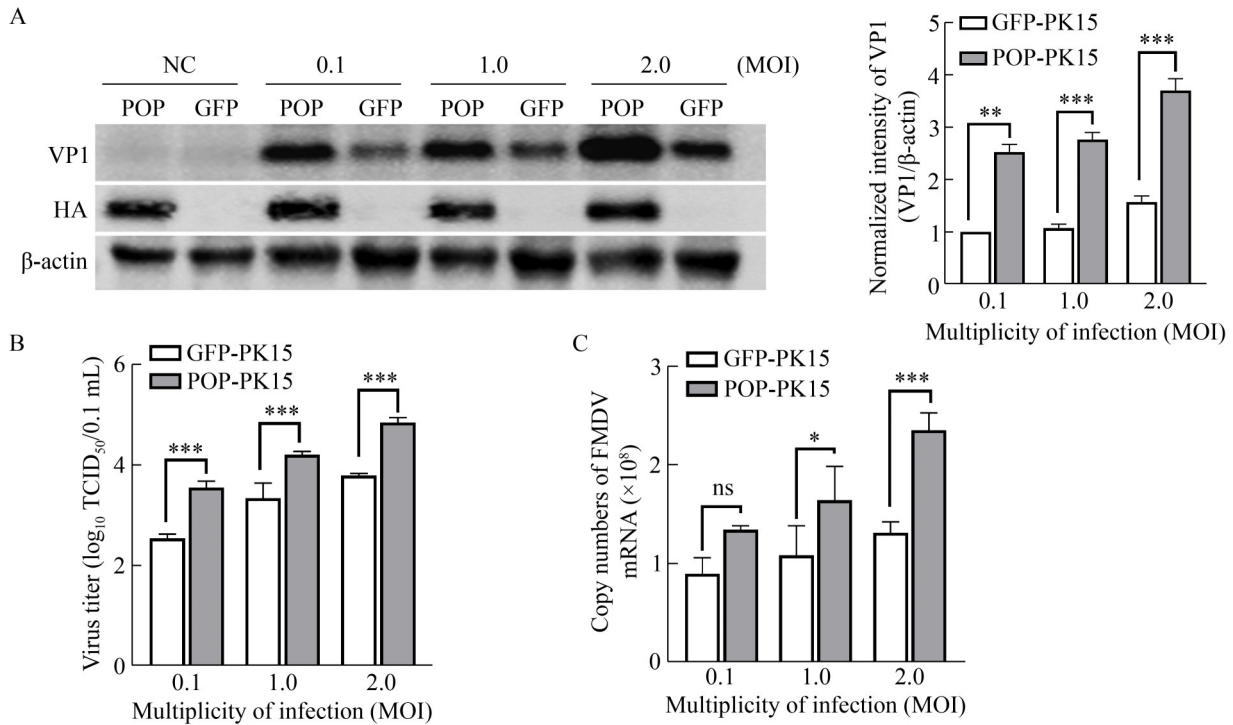 A
NC 0.1 1.0 2.0 (MOI)
POP GFP POP GFP POP GFP POP GFP
VP1
HA
β-actin
Normalized intensity of VP1
(VP1/β-actin)
5
4
3
2
1
0
GFP-PK15
POP-PK15
**
***
***
0.1 1.0 2.0
Multiplicity of infection (MOI)
B
Virus titer (log₁₀ TCID₅₀/0.1 mL)
6
4
2
0
GFP-PK15
POP-PK15
***
***
***
0.1 1.0 2.0
Multiplicity of infection (MOI)
C
Copy numbers of FMDV
mRNA (×10⁸)
3
2
1
0
GFP-PK15
POP-PK15
ns
*
***
0.1 1.0 2.0
Multiplicity of infection (MOI)